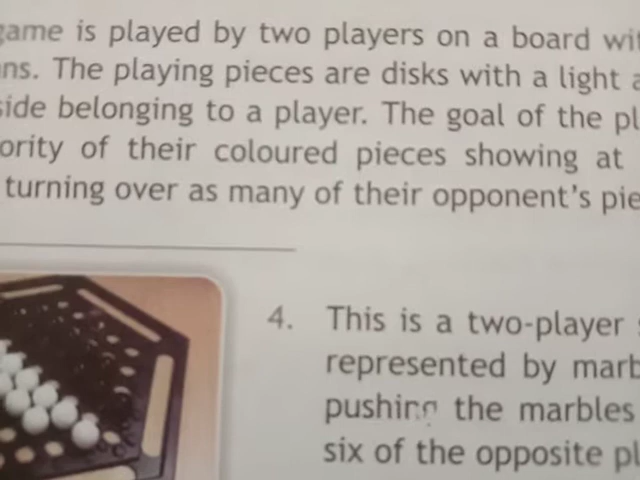 game is played by two players on a board wit
ns. The playing pieces are disks with a light a
side belonging to a player. The goal of the pl
ority of their coloured pieces showing at
turning over as many of their opponent's pie
4. This is a two-player
represented by marb
pushing the marbles
six of the opposite pl